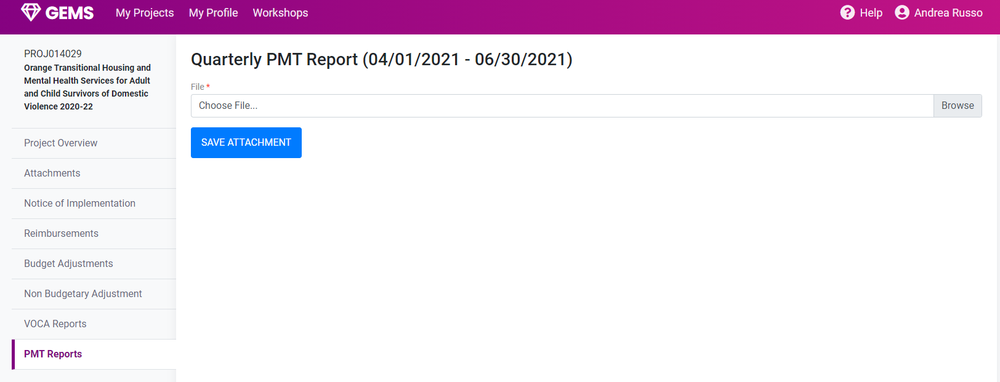 GEMS My Projects My Profile Workshops Help Andrea Russo
PROJ014029
Orange Transitional Housing and
Mental Health Services for Adult
and Child Survivors of Domestic
Violence 2020-22
Project Overview
Attachments
Notice of Implementation
Reimbursements
Budget Adjustments
Non Budgetary Adjustment
VOCA Reports
PMT Reports
Quarterly PMT Report (04/01/2021 - 06/30/2021)
File *
Choose File... Browse
SAVE ATTACHMENT